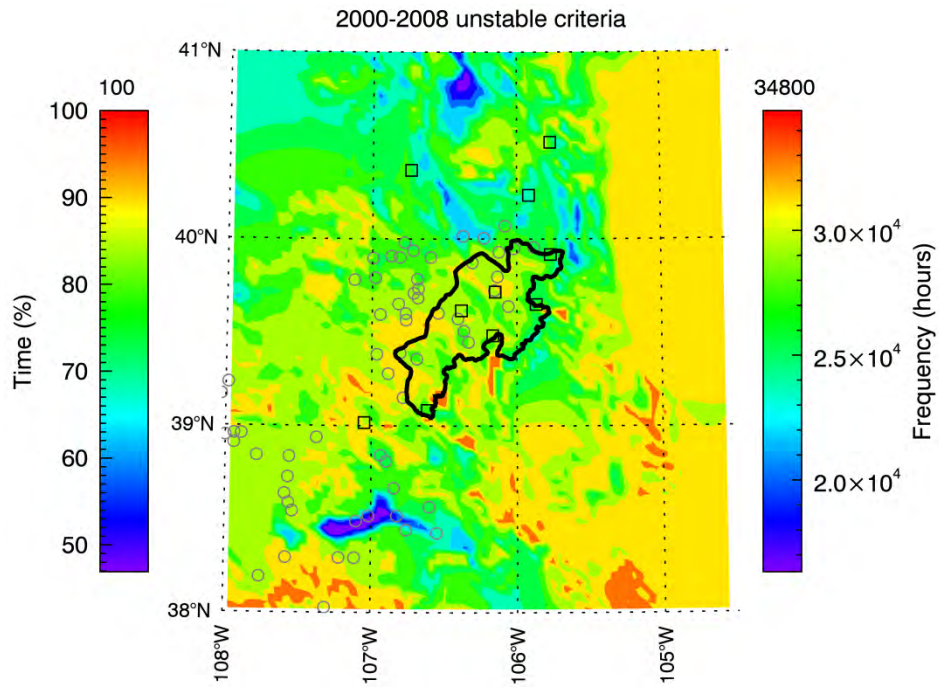 2000-2008 unstable criteria
100
100
90
80
70
60
50
Time (%)
41°N
40°N
39°N
38°N
108°W
107°W
106°W
105°W
34800
3.0×10⁴
2.5×10⁴
2.0×10⁴
Frequency (hours)